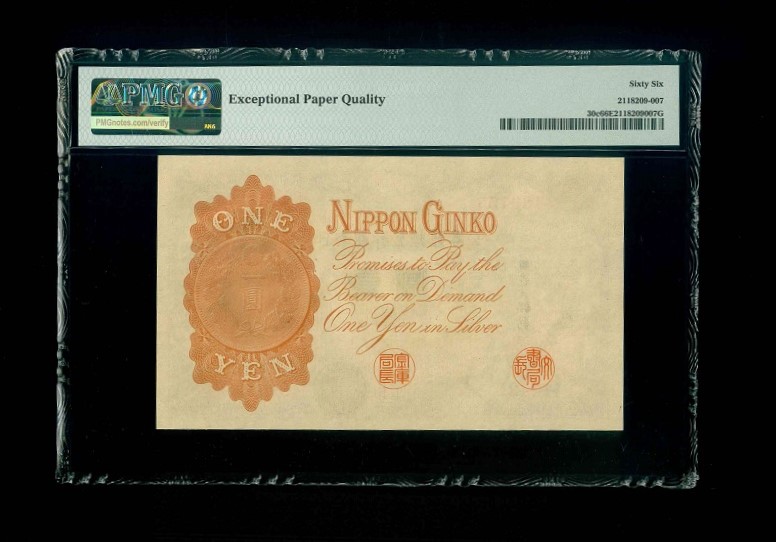 PMG
Exceptional Paper Quality
Sixty Six
2118209-007
30c66E2118209007G
PMGnotes.com/verify
AK6
ONE
YEN
NIPPON GINKO
Promises to Pay the
Bearer on Demand
One Yen in Silver